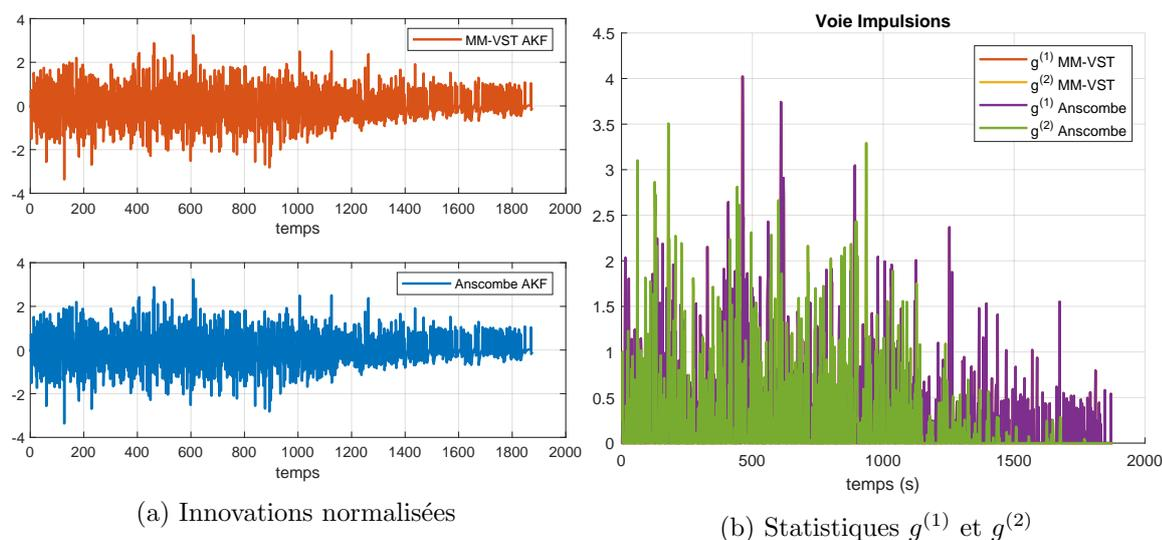 4
2
0
-2
-4
MM-VST AKF
0 200 400 600 800 1000 1200 1400 1600 1800 2000
temps
4
2
0
-2
-4
Anscombe AKF
0 200 400 600 800 1000 1200 1400 1600 1800 2000
temps
(a) Innovations normalisées
Voie Impulsions
4.5
4
3.5
3
2.5
2
1.5
1
0.5
0
g(1) MM-VST
g(2) MM-VST
g(1) Anscombe
g(2) Anscombe
0 500 1000 1500 2000
temps (s)
(b) Statistiques g(1) et g(2)